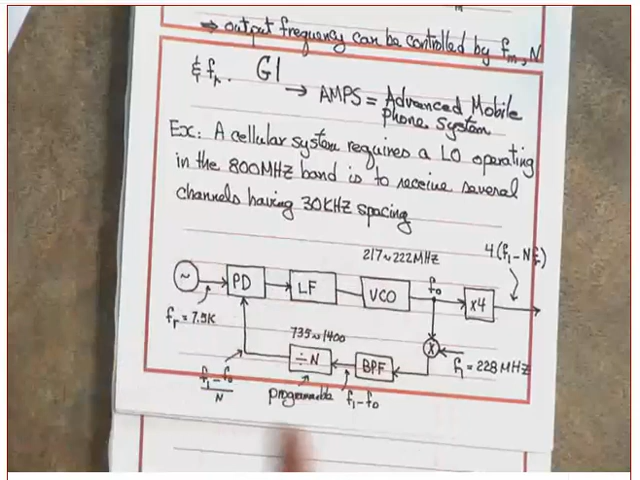 ⇒ output frequency can be controlled by fm, N
& fr. G1
→ AMPS = Advanced Mobile
Phone System
Ex: A cellular system requires a LO operating
in the 800MHz band is to receive several
channels having 30KHz spacing
217~222MHz
4(f1-Nfr)
~
PD
LF
VCO
f0
x4
fr = 7.5K
735~1400
÷N
BPF
x
f1 = 228MHz
f1-f0
N
programmable
f1-f0